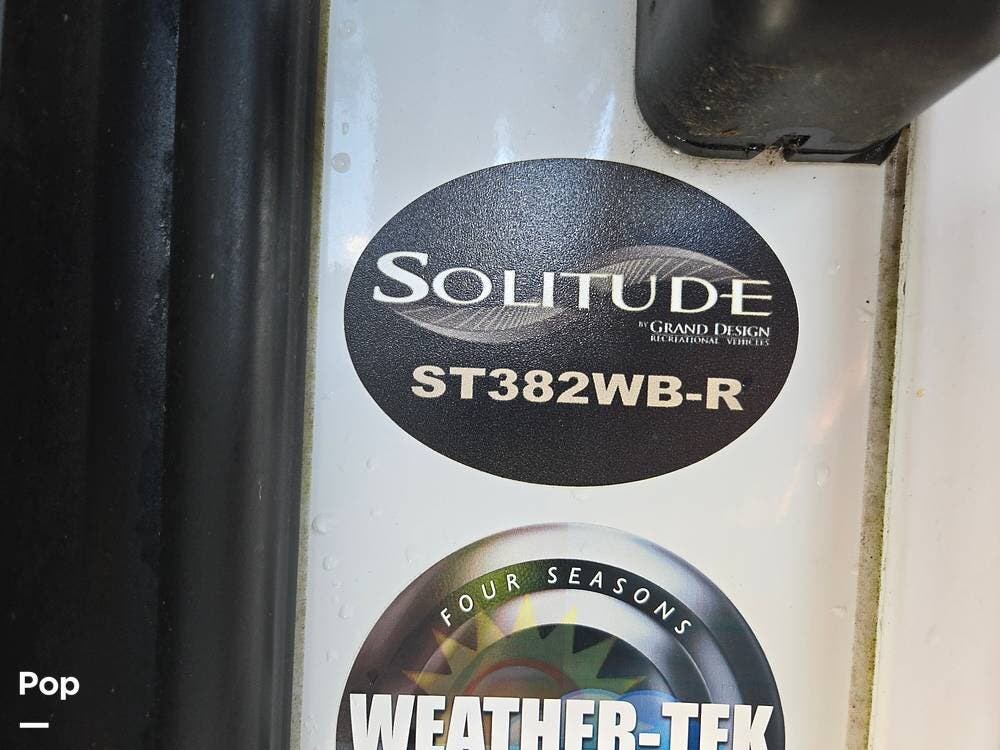 SOLITUDE
BY GRAND DESIGN
RECREATIONAL VEHICLES
ST382WB-R
FOUR SEASONS
WEATHER-TEK
Pop